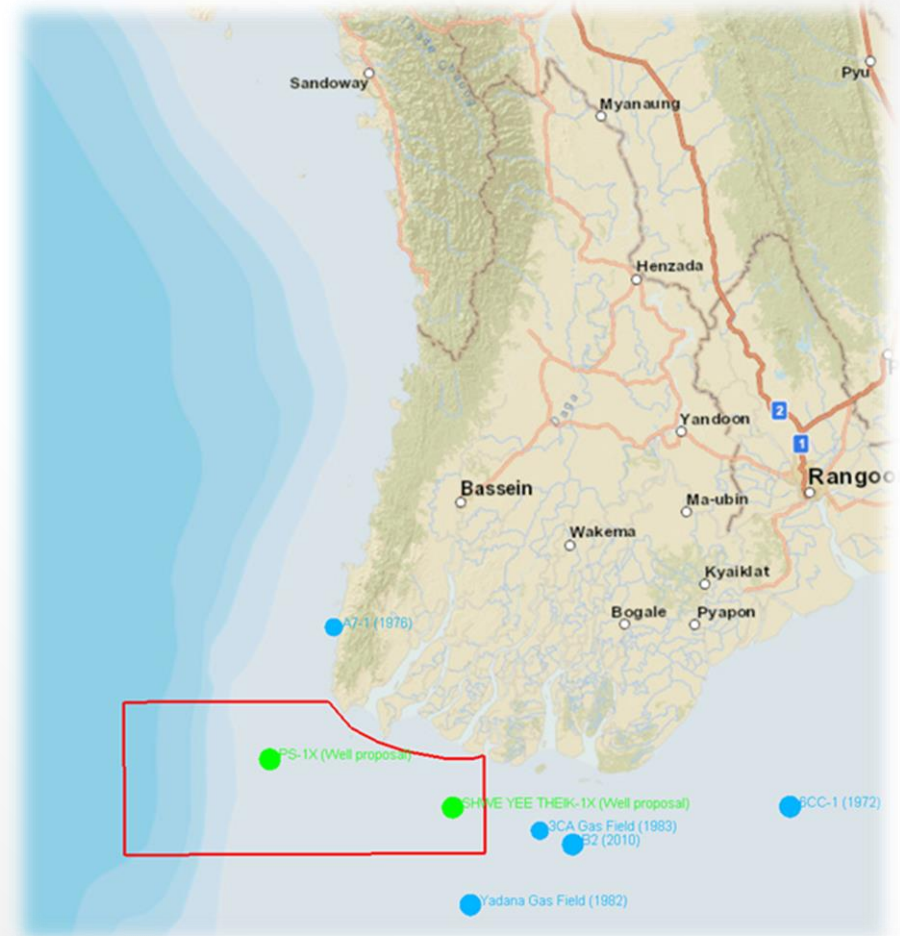 Sandoway
Pyu
Myanaung
Henzada
Daga
Yandoon
2
1
Rangoo
Bassein
Ma-ubin
Wakema
Kyaiklat
Bogale
Pyapon
A7-1 (1976)
PS-1X (Well proposal)
SHWE YEE THEIK-1X (Well proposal)
6CC-1 (1972)
3CA Gas Field (1983)
B2 (2010)
Yadana Gas Field (1982)